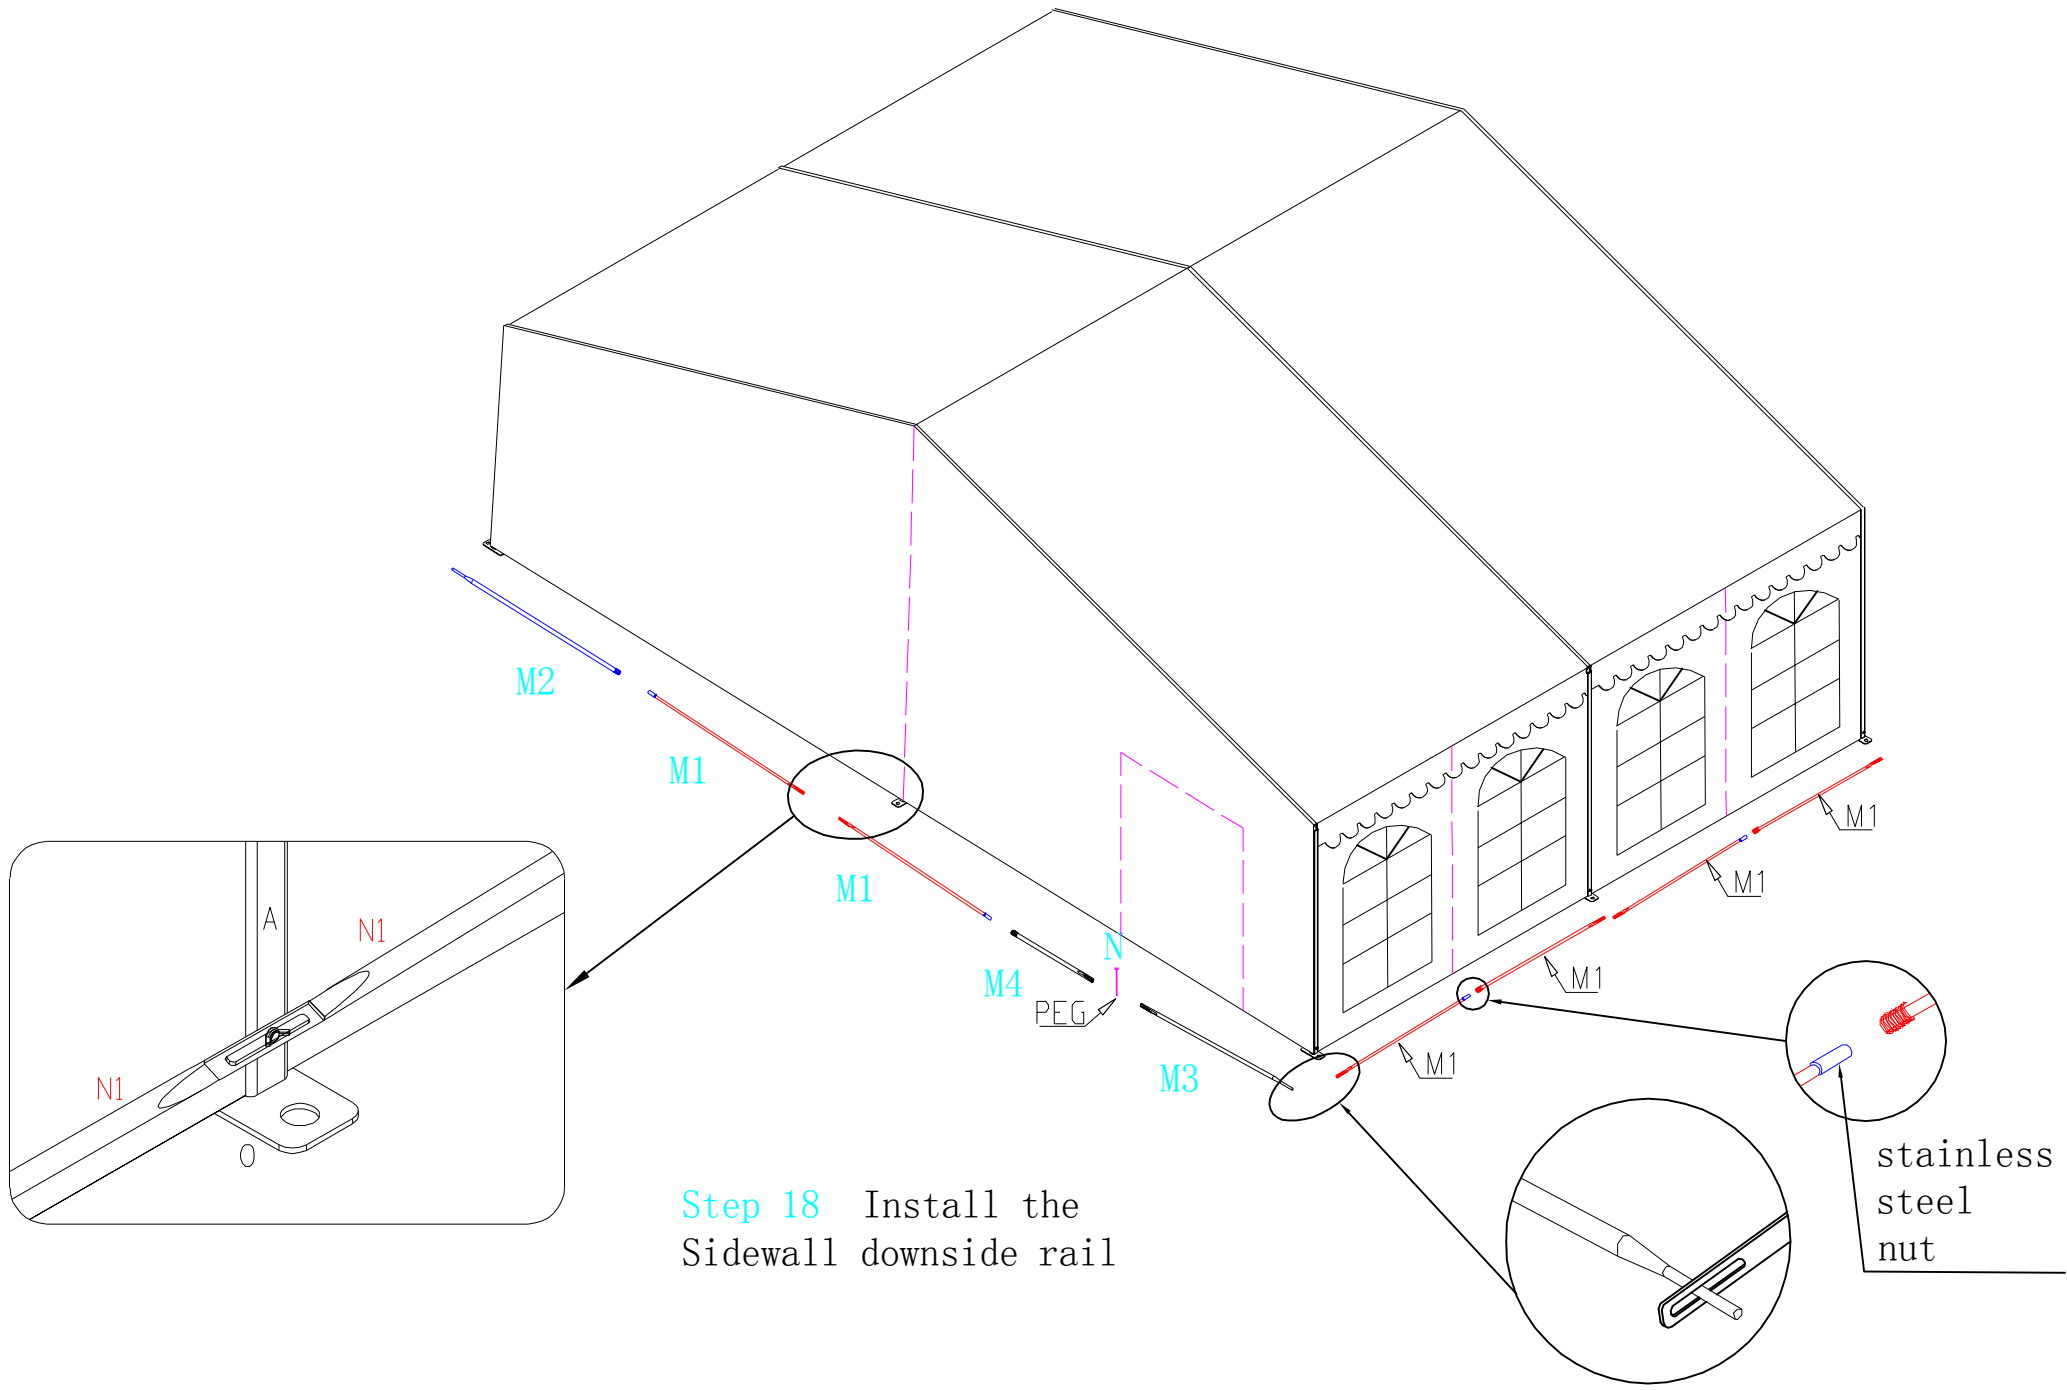 M2
M1
M1
M4
N
PEG
M3
M1
M1
M1
M1
A
N1
N1
O
stainless
steel
nut
Step 18 Install the
Sidewall downside rail